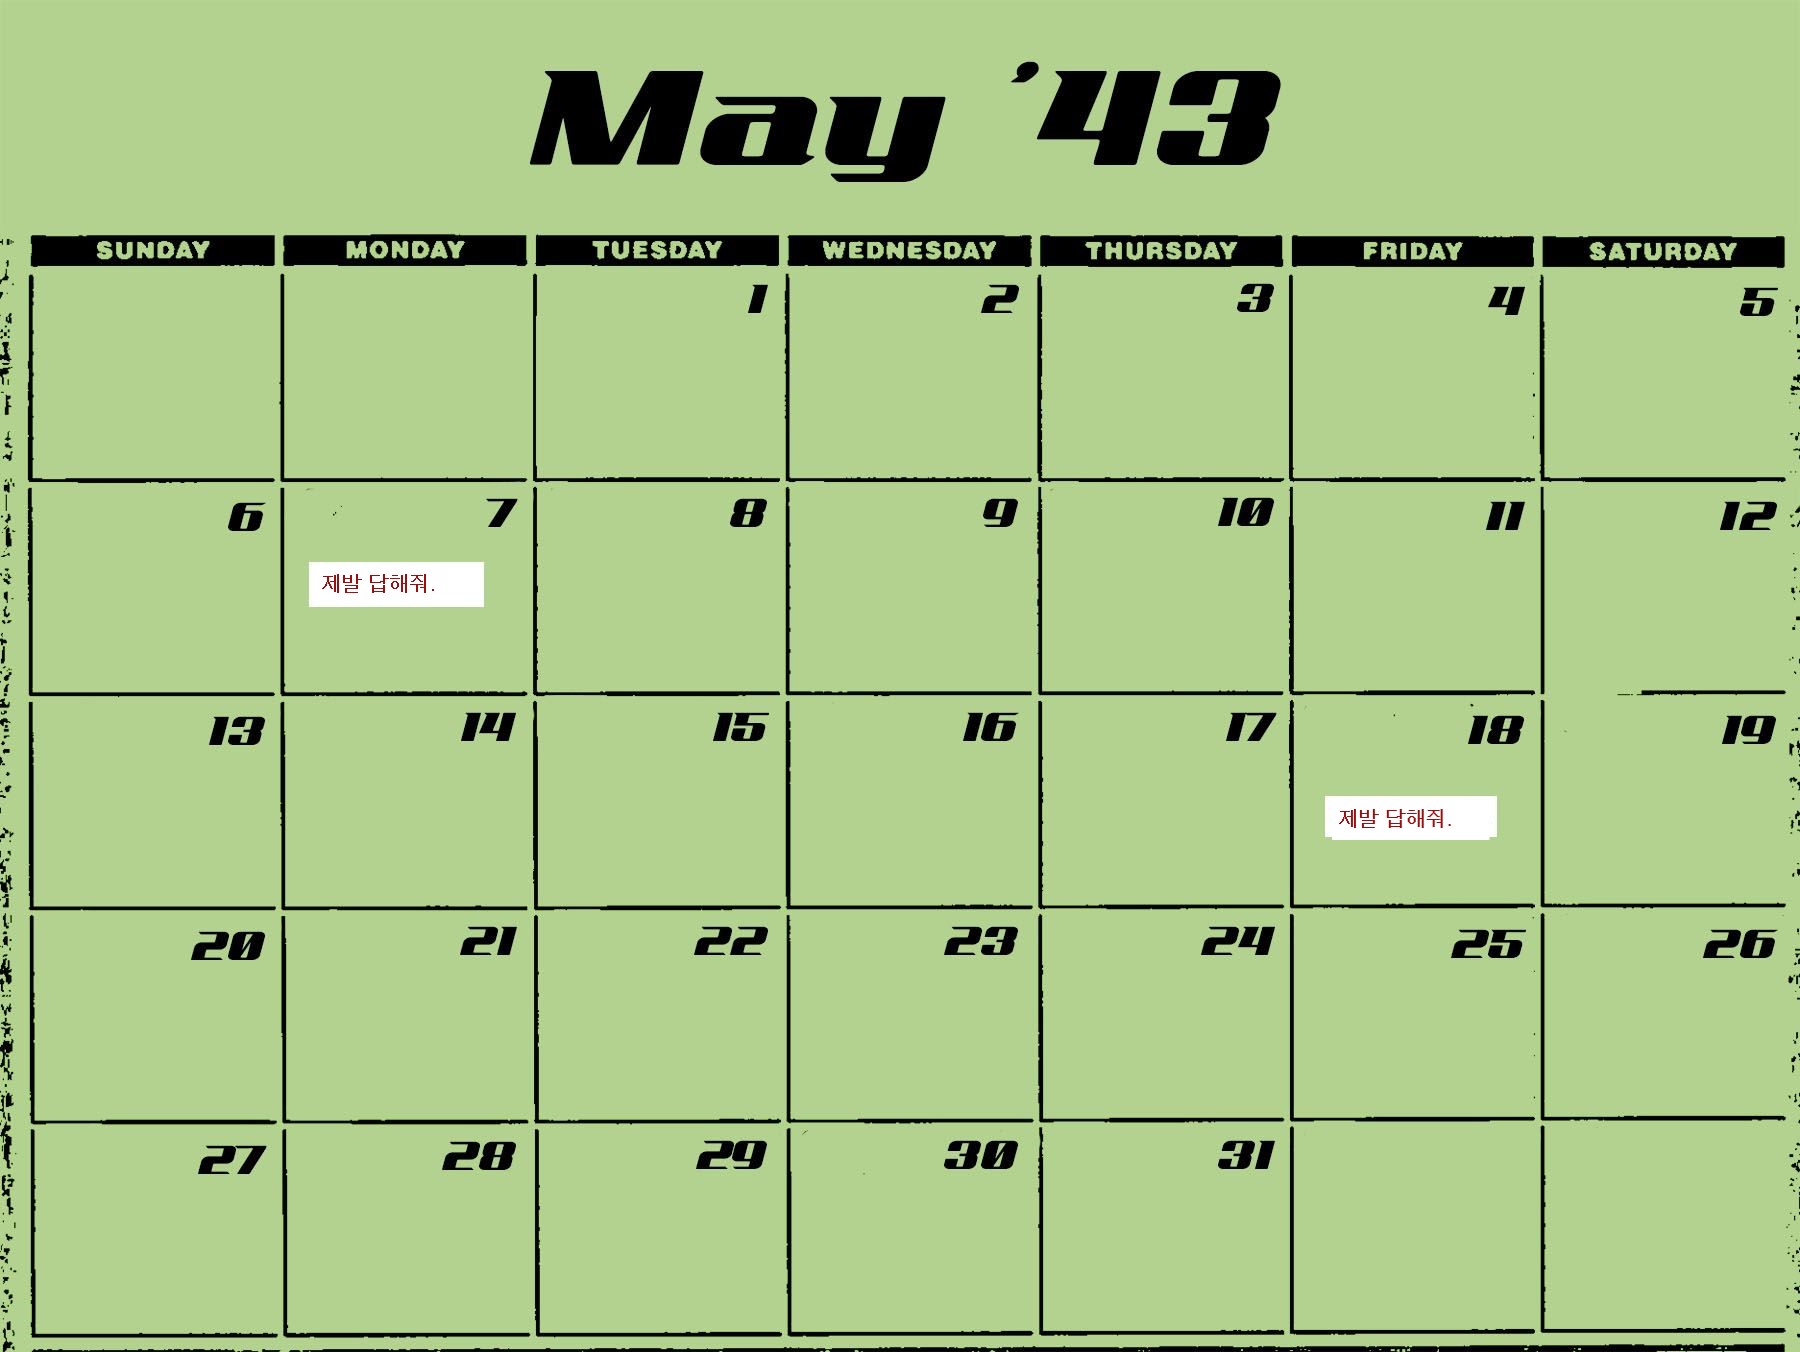 May '43
SUNDAY MONDAY TUESDAY WEDNESDAY THURSDAY FRIDAY SATURDAY
1 2 3 4 5
6 7 8 9 10 11 12
제발 답해줘.
13 14 15 16 17 18 19
제발 답해줘.
20 21 22 23 24 25 26
27 28 29 30 31